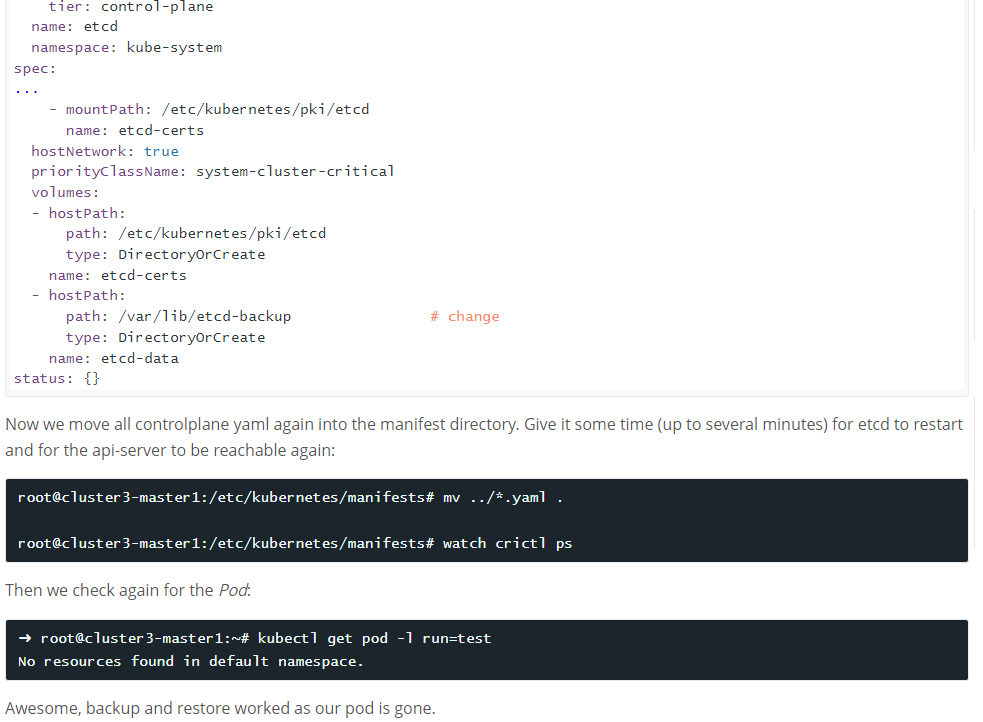 tier: control-plane
  name: etcd
  namespace: kube-system
spec:
...
    - mountPath: /etc/kubernetes/pki/etcd
      name: etcd-certs
  hostNetwork: true
  priorityClassName: system-cluster-critical
  volumes:
  - hostPath:
      path: /etc/kubernetes/pki/etcd
      type: DirectoryOrCreate
    name: etcd-certs
  - hostPath:
      path: /var/lib/etcd-backup                # change
      type: DirectoryOrCreate
    name: etcd-data
status: {}
Now we move all controlplane yaml again into the manifest directory. Give it some time (up to several minutes) for etcd to restart
and for the api-server to be reachable again:
root@cluster3-master1:/etc/kubernetes/manifests# mv ../*.yaml .
root@cluster3-master1:/etc/kubernetes/manifests# watch crictl ps
Then we check again for the Pod:
➜ root@cluster3-master1:~# kubectl get pod -l run=test
No resources found in default namespace.
Awesome, backup and restore worked as our pod is gone.